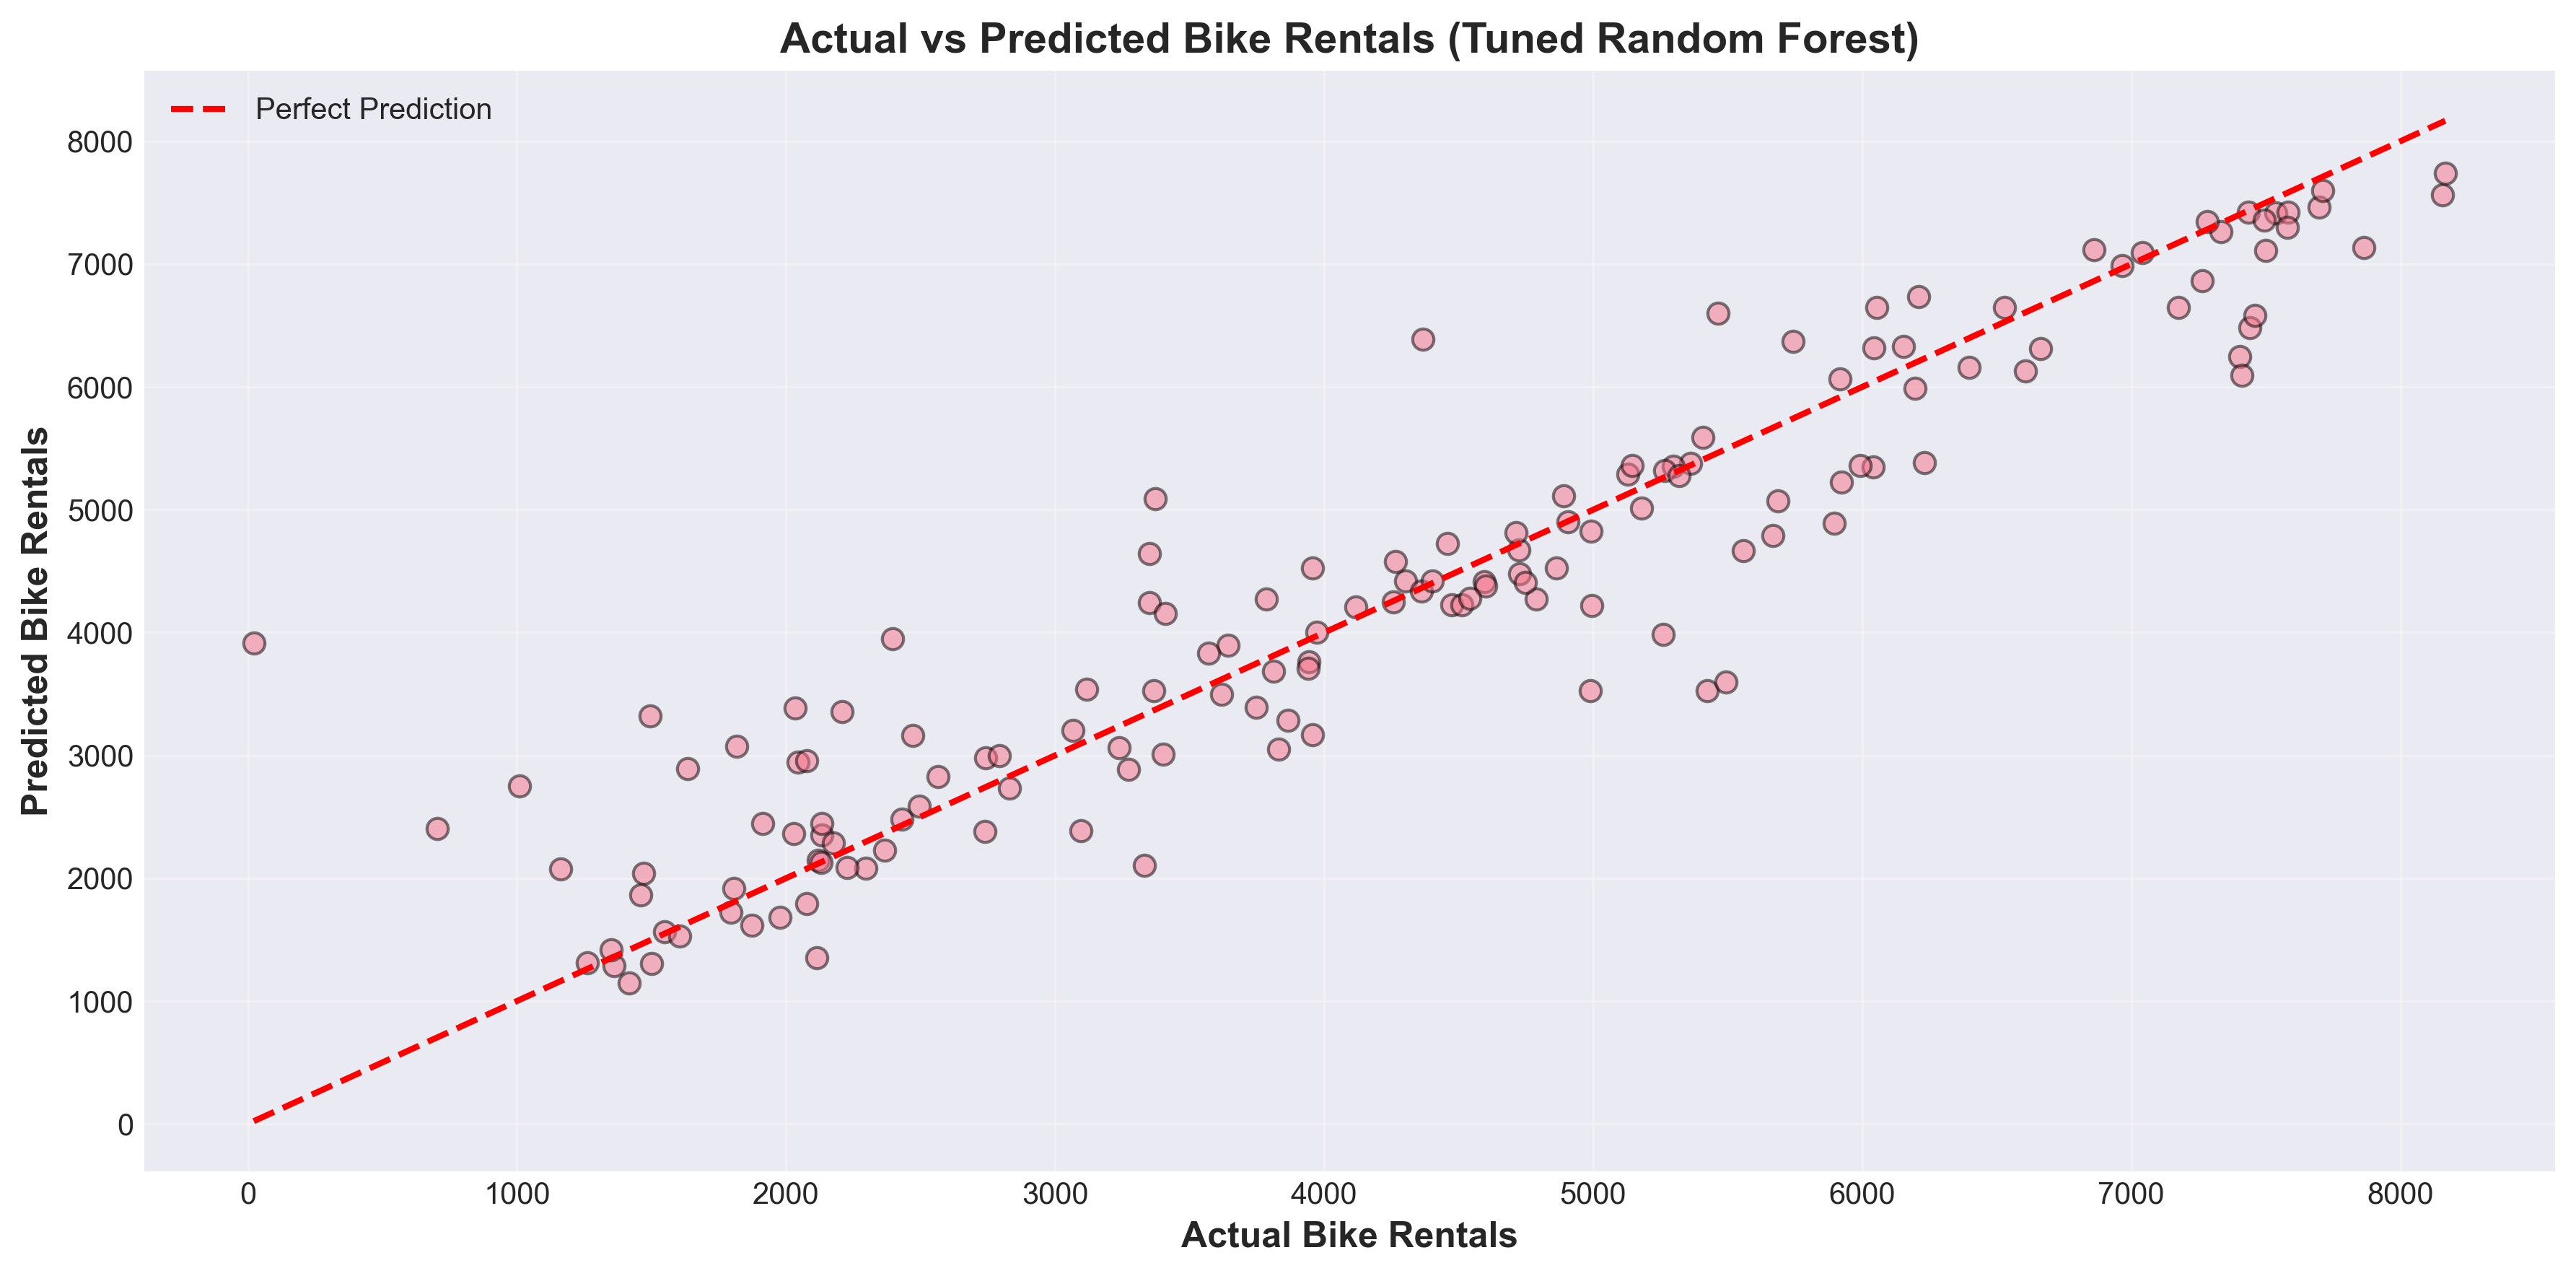 Actual vs Predicted Bike Rentals (Tuned Random Forest)
Perfect Prediction
8000
7000
6000
5000
4000
3000
2000
1000
0
Predicted Bike Rentals
0 1000 2000 3000 4000 5000 6000 7000 8000
Actual Bike Rentals